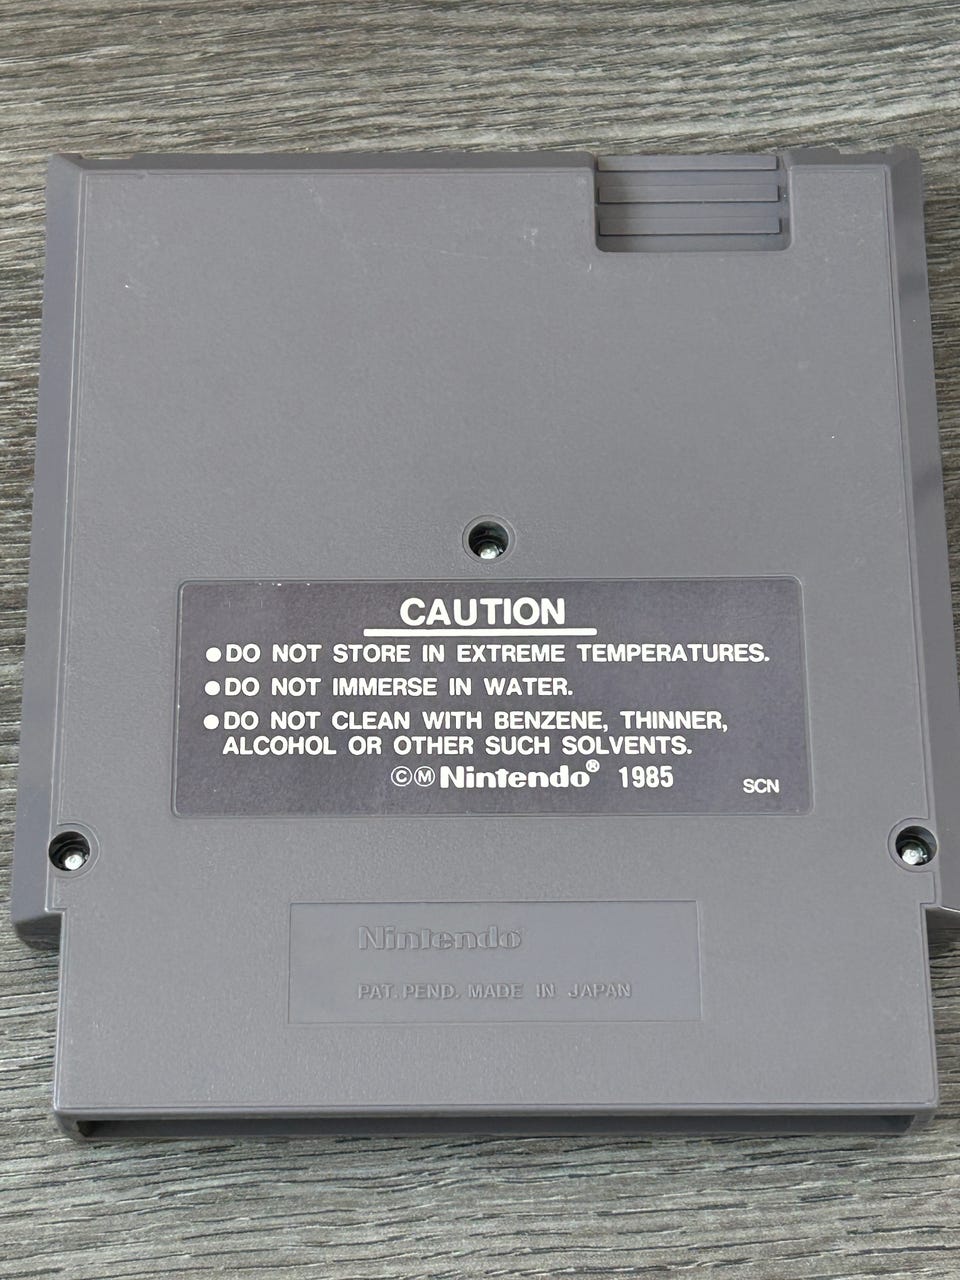 CAUTION
●DO NOT STORE IN EXTREME TEMPERATURES.
●DO NOT IMMERSE IN WATER.
●DO NOT CLEAN WITH BENZENE, THINNER,
ALCOHOL OR OTHER SUCH SOLVENTS.
©Ⓜ Nintendo® 1985
SCN
Nintendo
PAT. PEND. MADE IN JAPAN